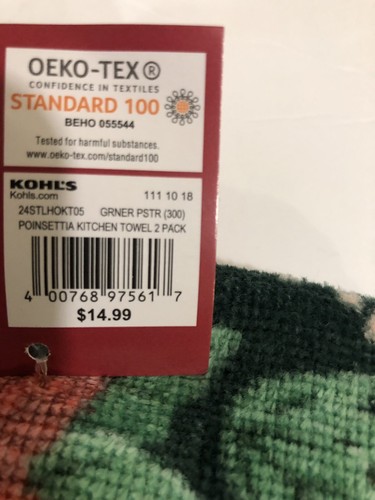 OEKO-TEX®
CONFIDENCE IN TEXTILES
STANDARD 100
BEHO 055544
Tested for harmful substances.
www.oeko-tex.com/standard100
KOHL'S
Kohls.com 111 10 18
24STLHOKT05 GRNER PSTR (300)
POINSETTIA KITCHEN TOWEL 2 PACK
4 00768 97561 7
$14.99